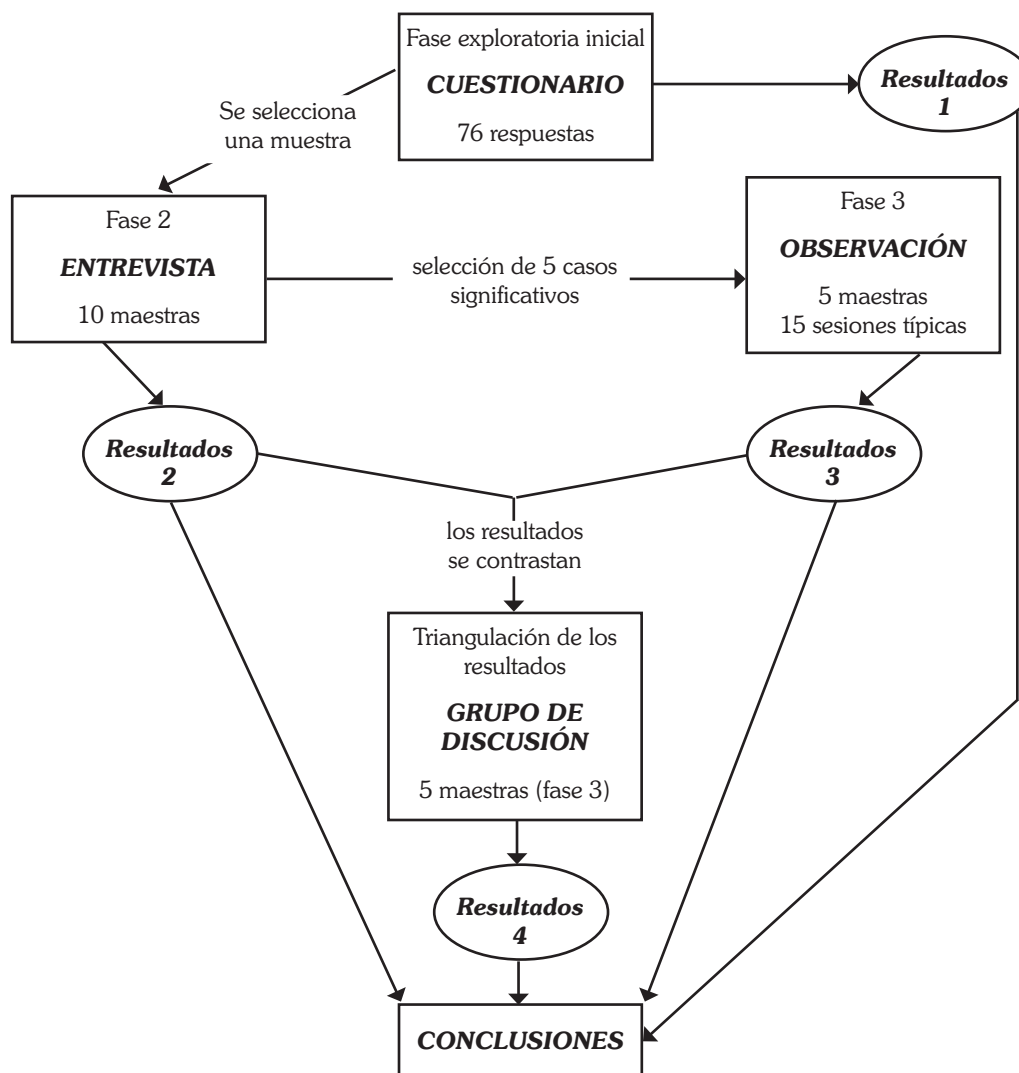 Fase exploratoria inicial
CUESTIONARIO
76 respuestas
Resultados
1
Se selecciona
una muestra
Fase 2
ENTREVISTA
10 maestras
selección de 5 casos
significativos
Fase 3
OBSERVACIÓN
5 maestras
15 sesiones típicas
Resultados
2
Resultados
3
los resultados
se contrastan
Triangulación de los
resultados
GRUPO DE
DISCUSIÓN
5 maestras (fase 3)
Resultados
4
CONCLUSIONES